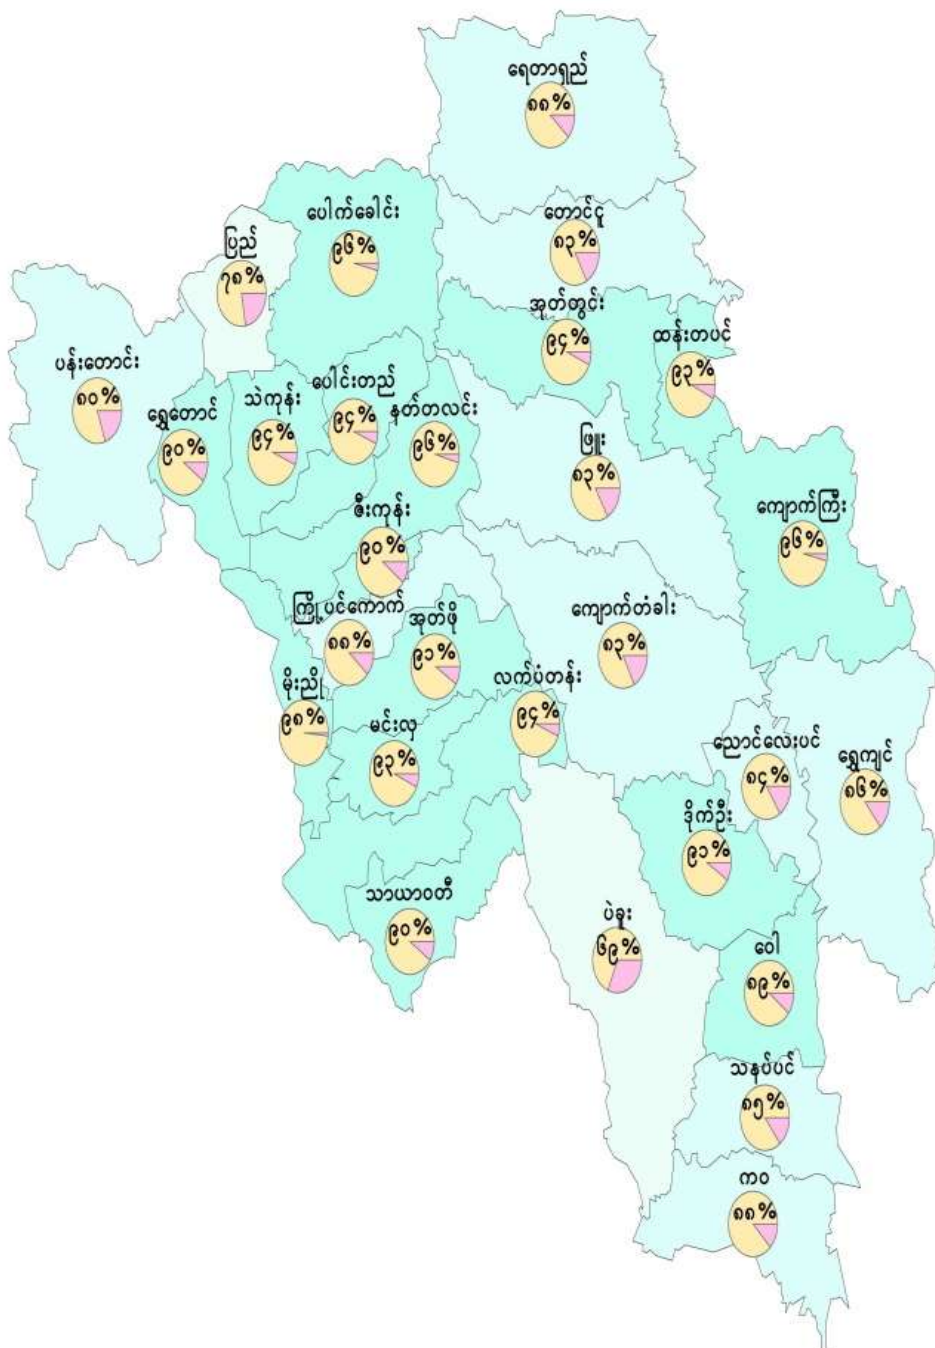 ရေတာရှည်
၈၈%
တောင်ငူ
၈၃%
ပေါက်ခေါင်း
၉၆%
ပြည်
၇၈%
အုတ်တွင်း
၉၄%
ထန်းတပင်
၉၃%
ပန်းတောင်း
၈၀%
ရွှေတောင်
၉၀%
သဲကုန်း
၉၄%
ပေါင်းတည်
၉၄%
နတ်တလင်း
၉၆%
ဖြူး
၈၃%
ကျောက်ကြီး
၉၆%
ဇီးကုန်း
၉၀%
ကြို့ပင်ကောက်
၈၈%
အုတ်ဖို
၉၁%
ကျောက်တံခါး
၈၃%
မိုးညို
၉၈%
လက်ပံတန်း
၉၄%
မင်းလှ
၉၃%
ညောင်လေးပင်
၈၄%
ရွှေကျင်
၈၆%
ဒိုက်ဦး
၉၁%
သာယာဝတီ
၉၀%
ပဲခူး
၆၉%
ဝေါ
၈၉%
သနပ်ပင်
၈၅%
ကဝ
၈၈%